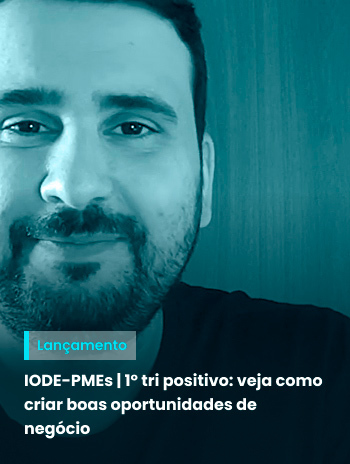 Lançamento
IODE-PMEs | 1º tri positivo: veja como
criar boas oportunidades de
negócio